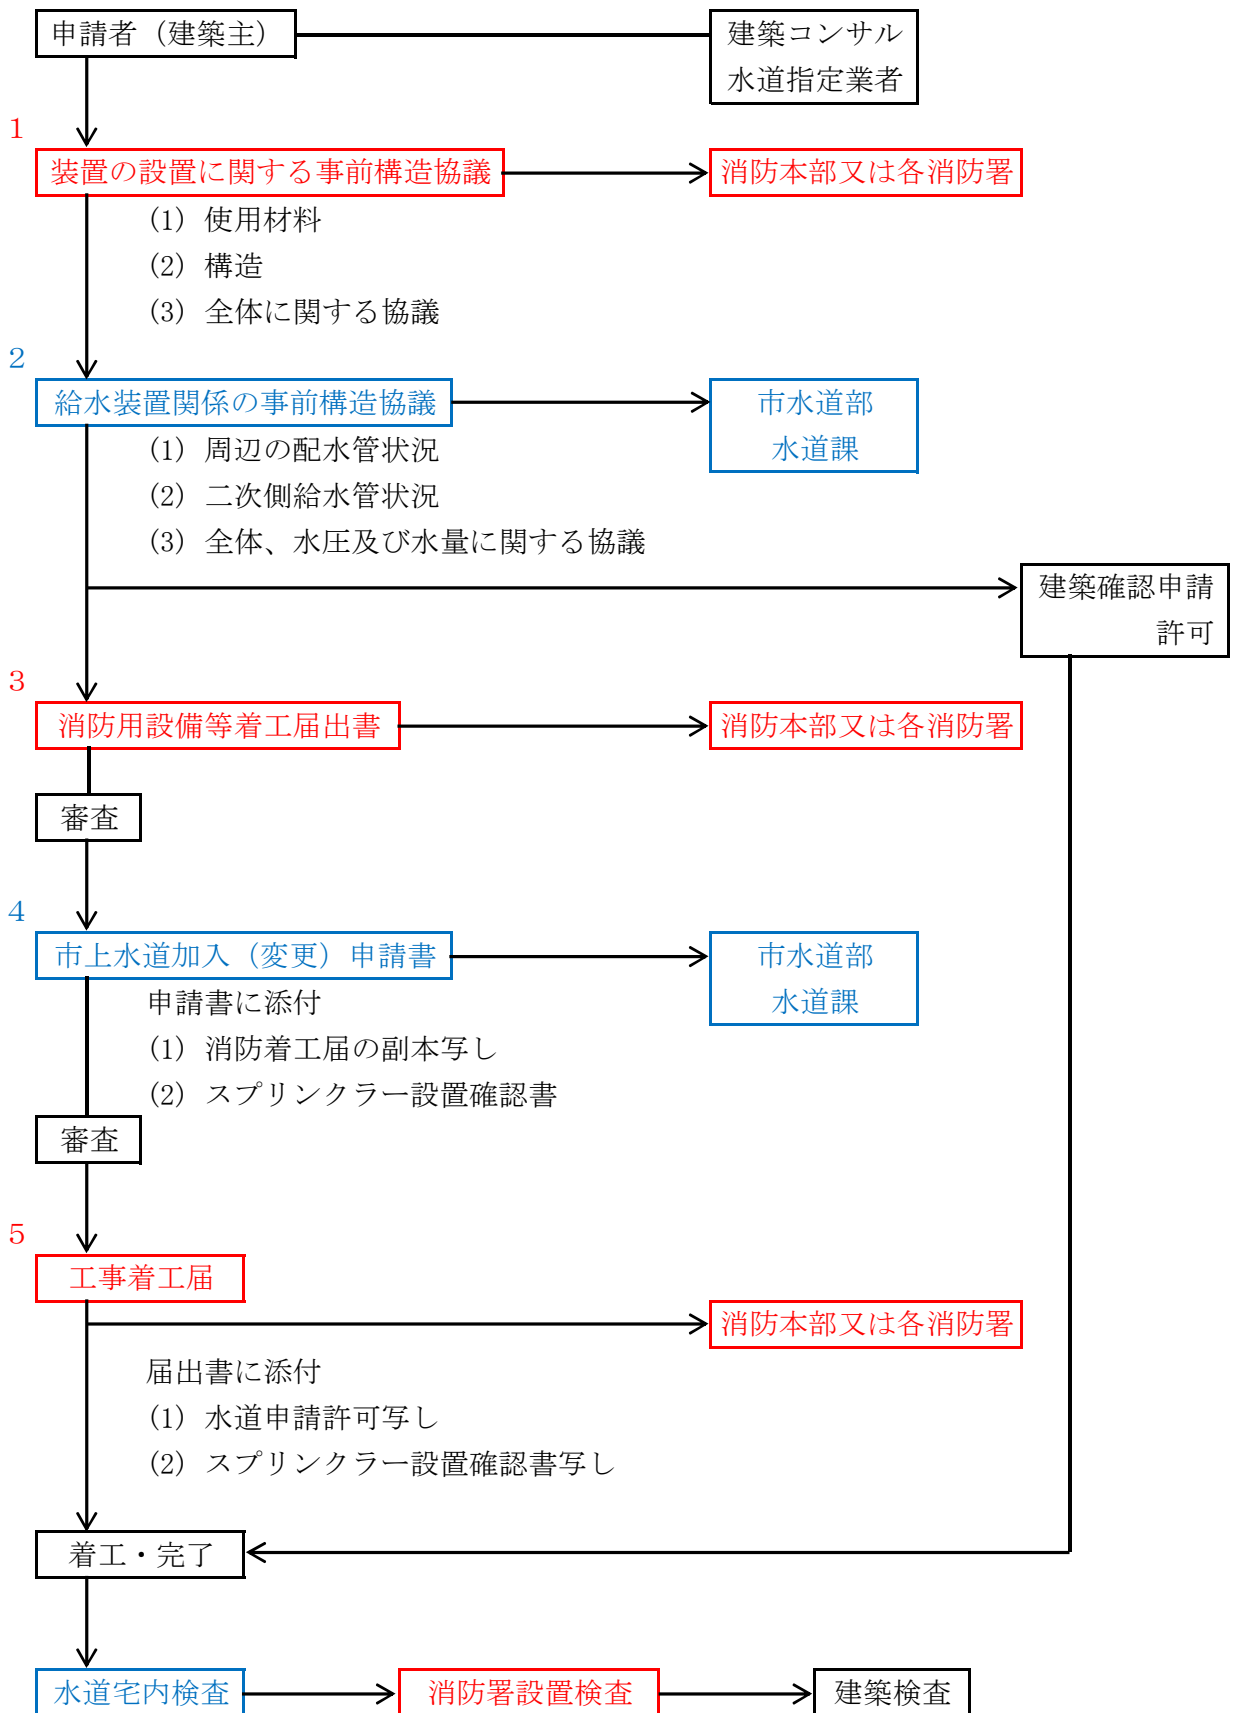 申請者（建築主）
建築コンサル
水道指定業者
1
装置の設置に関する事前構造協議
消防本部又は各消防署
(1) 使用材料
(2) 構造
(3) 全体に関する協議
2
給水装置関係の事前構造協議
市水道部
水道課
(1) 周辺の配水管状況
(2) 二次側給水管状況
(3) 全体、水圧及び水量に関する協議
建築確認申請
許可
3
消防用設備等着工届出書
消防本部又は各消防署
審査
4
市上水道加入（変更）申請書
市水道部
水道課
申請書に添付
(1) 消防着工届の副本写し
(2) スプリンクラー設置確認書
審査
5
工事着工届
消防本部又は各消防署
届出書に添付
(1) 水道申請許可写し
(2) スプリンクラー設置確認書写し
着工・完了
水道宅内検査
消防署設置検査
建築検査